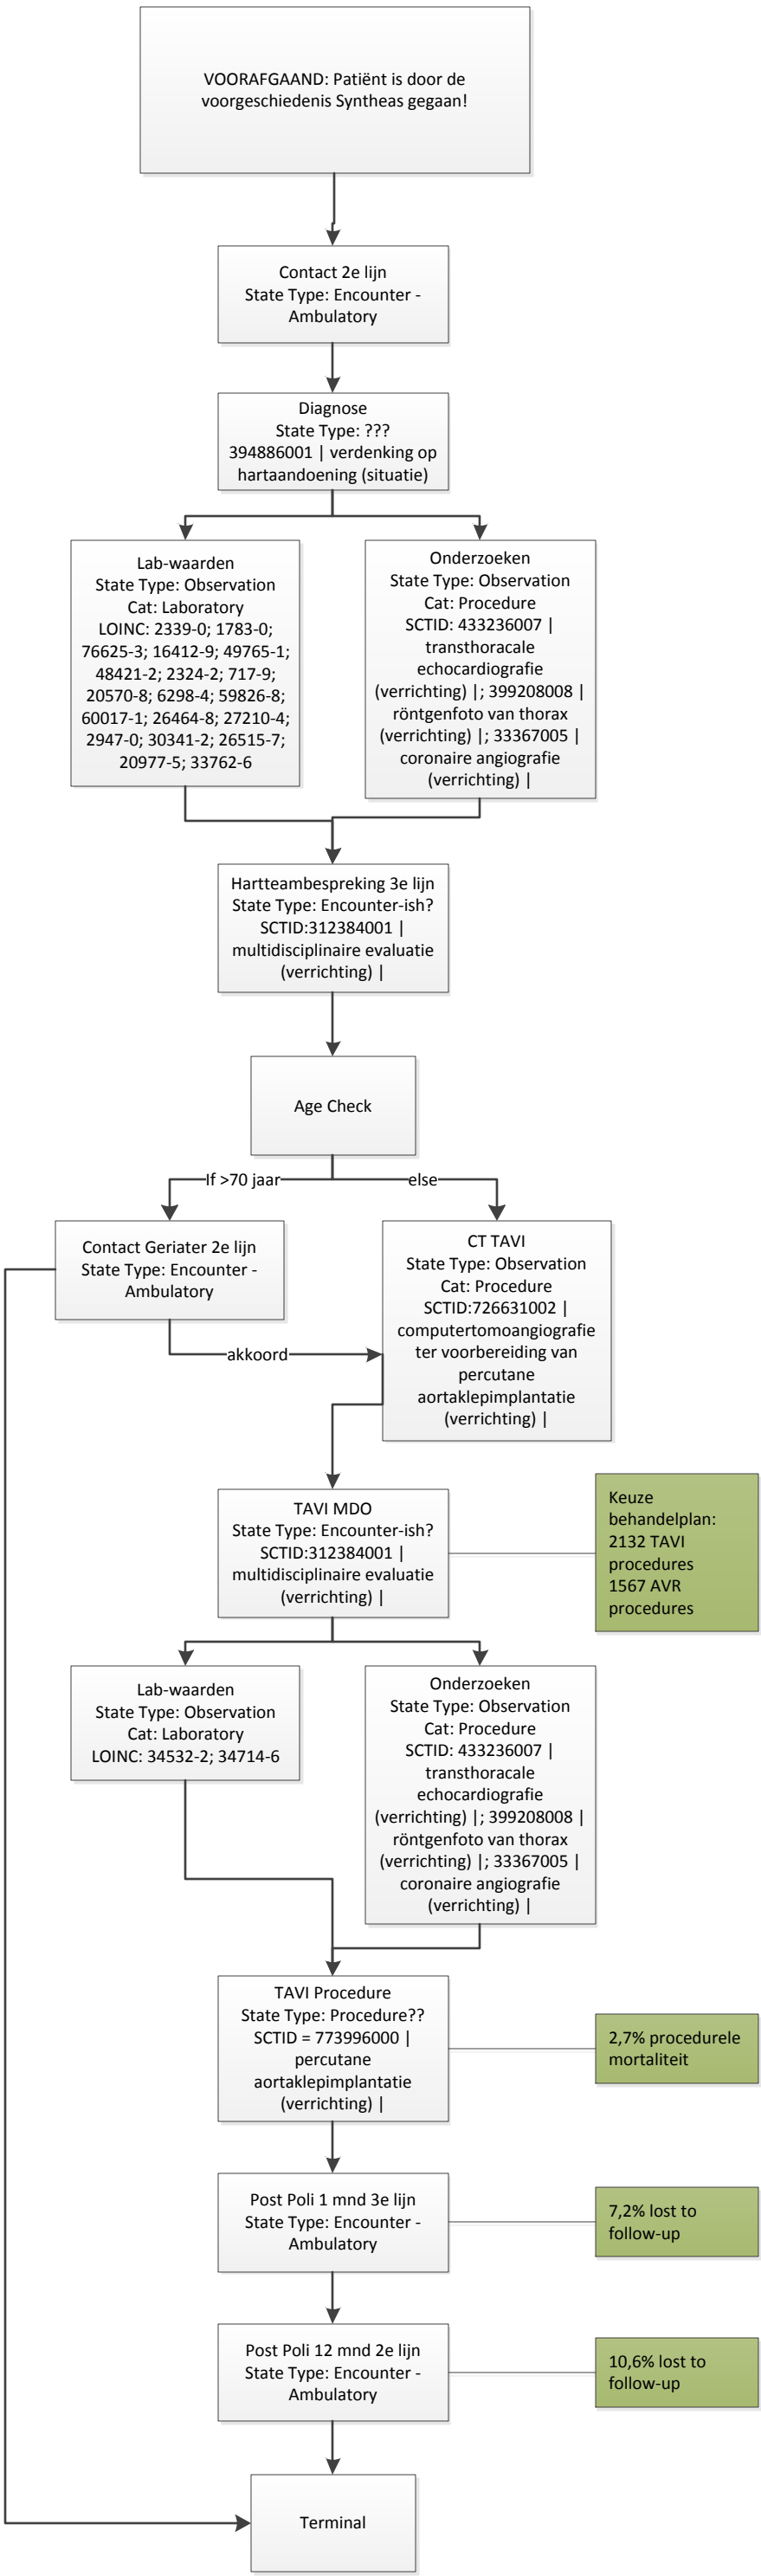 VOORAFGAAND: Patiënt is door de
voorgeschiedenis Syntheas gegaan!
Contact 2e lijn
State Type: Encounter -
Ambulatory
Diagnose
State Type: ???
394886001 | verdenking op
hartaandoening (situatie)
Lab-waarden
State Type: Observation
Cat: Laboratory
LOINC: 2339-0; 1783-0;
76625-3; 16412-9; 49765-1;
48421-2; 2324-2; 717-9;
20570-8; 6298-4; 59826-8;
60017-1; 26464-8; 27210-4;
2947-0; 30341-2; 26515-7;
20977-5; 33762-6
Onderzoeken
State Type: Observation
Cat: Procedure
SCTID: 433236007 |
transthoracale
echocardiografie
(verrichting) |; 399208008 |
röntgenfoto van thorax
(verrichting) |; 33367005 |
coronaire angiografie
(verrichting) |
Hartteambespreking 3e lijn
State Type: Encounter-ish?
SCTID:312384001 |
multidisciplinaire evaluatie
(verrichting) |
Age Check
If >70 jaar
else
Contact Geriater 2e lijn
State Type: Encounter -
Ambulatory
CT TAVI
State Type: Observation
Cat: Procedure
SCTID:726631002 |
computertomoangiografie
ter voorbereiding van
percutane
aortaklepimplantatie
(verrichting) |
akkoord
TAVI MDO
State Type: Encounter-ish?
SCTID:312384001 |
multidisciplinaire evaluatie
(verrichting) |
Keuze
behandelplan:
2132 TAVI
procedures
1567 AVR
procedures
Lab-waarden
State Type: Observation
Cat: Laboratory
LOINC: 34532-2; 34714-6
Onderzoeken
State Type: Observation
Cat: Procedure
SCTID: 433236007 |
transthoracale
echocardiografie
(verrichting) |; 399208008 |
röntgenfoto van thorax
(verrichting) |; 33367005 |
coronaire angiografie
(verrichting) |
TAVI Procedure
State Type: Procedure??
SCTID = 773996000 |
percutane
aortaklepimplantatie
(verrichting) |
2,7% procedurele
mortaliteit
Post Poli 1 mnd 3e lijn
State Type: Encounter -
Ambulatory
7,2% lost to
follow-up
Post Poli 12 mnd 2e lijn
State Type: Encounter -
Ambulatory
10,6% lost to
follow-up
Terminal